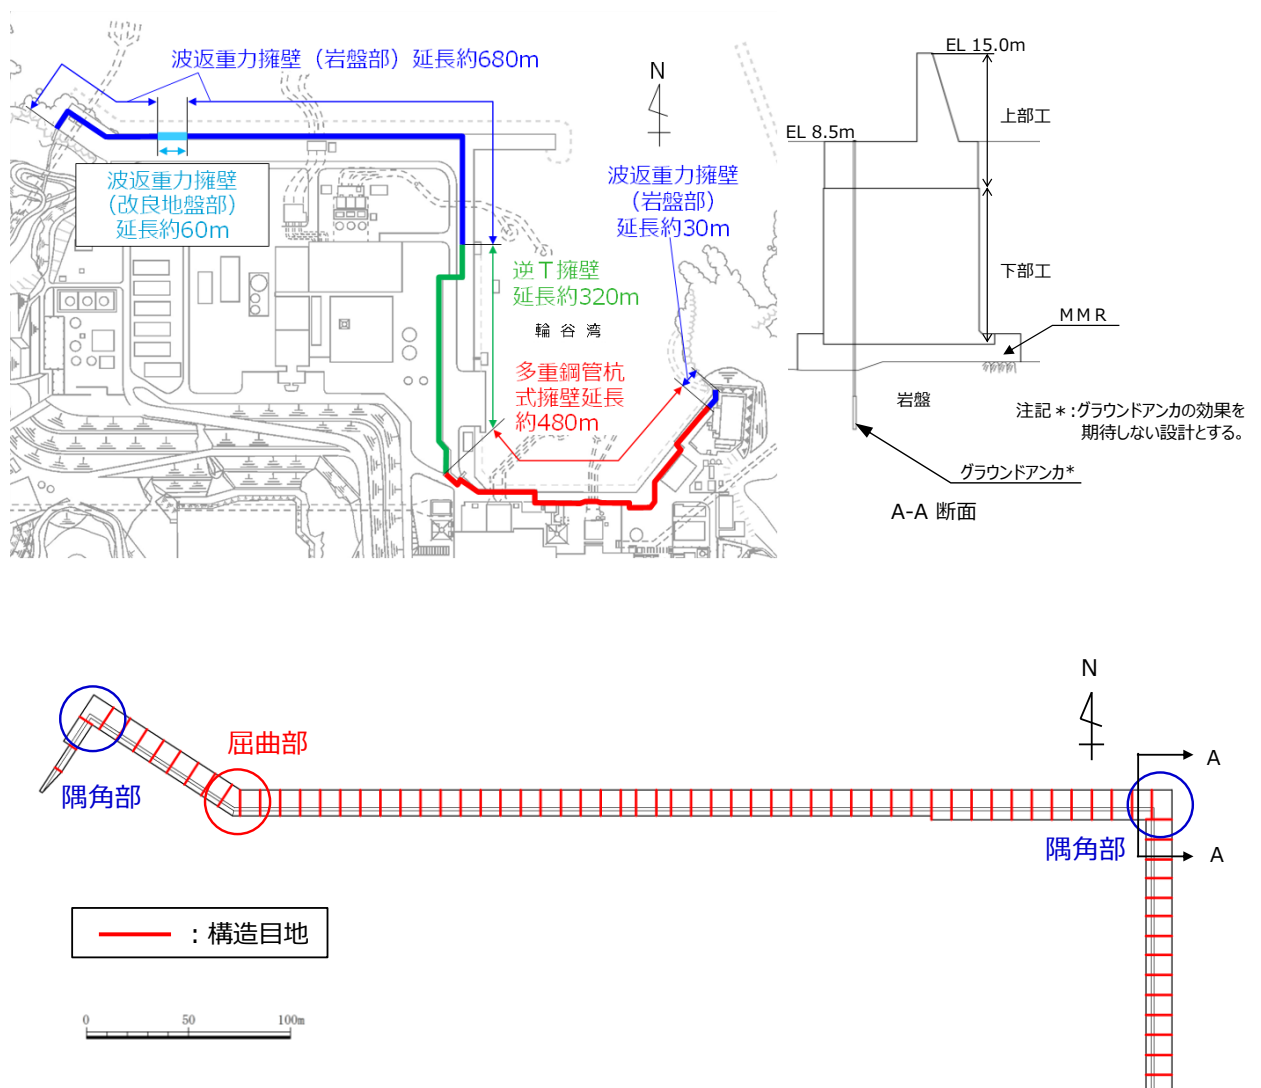 波返重力擁壁（岩盤部）延長約680m
N
波返重力擁壁
（改良地盤部）
延長約60m
波返重力擁壁
（岩盤部）
延長約30m
逆Ｔ擁壁
延長約320m
輪谷湾
多重鋼管杭
式擁壁延長
約480m
EL 15.0m
上部工
EL 8.5m
下部工
ＭＭＲ
岩盤
注記＊：グラウンドアンカの効果を
期待しない設計とする。
グラウンドアンカ*
A-A 断面
N
屈曲部
隅角部
A
隅角部
A
：構造目地
0 50 100m